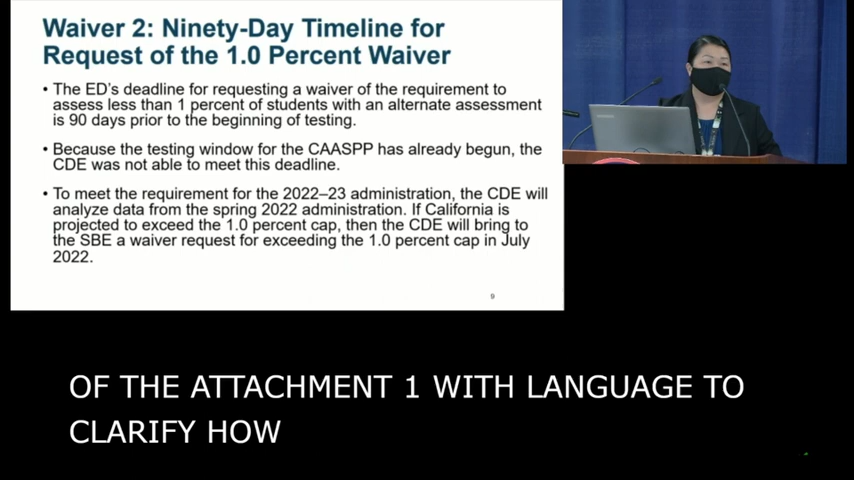 Waiver 2: Ninety-Day Timeline for
Request of the 1.0 Percent Waiver
• The ED's deadline for requesting a waiver of the requirement to
assess less than 1 percent of students with an alternate assessment
is 90 days prior to the beginning of testing.
• Because the testing window for the CAASPP has already begun, the
CDE was not able to meet this deadline.
• To meet the requirement for the 2022–23 administration, the CDE will
analyze data from the spring 2022 administration. If California is
projected to exceed the 1.0 percent cap, then the CDE will bring to
the SBE a waiver request for exceeding the 1.0 percent cap in July
2022.
9
OF THE ATTACHMENT 1 WITH LANGUAGE TO
CLARIFY HOW